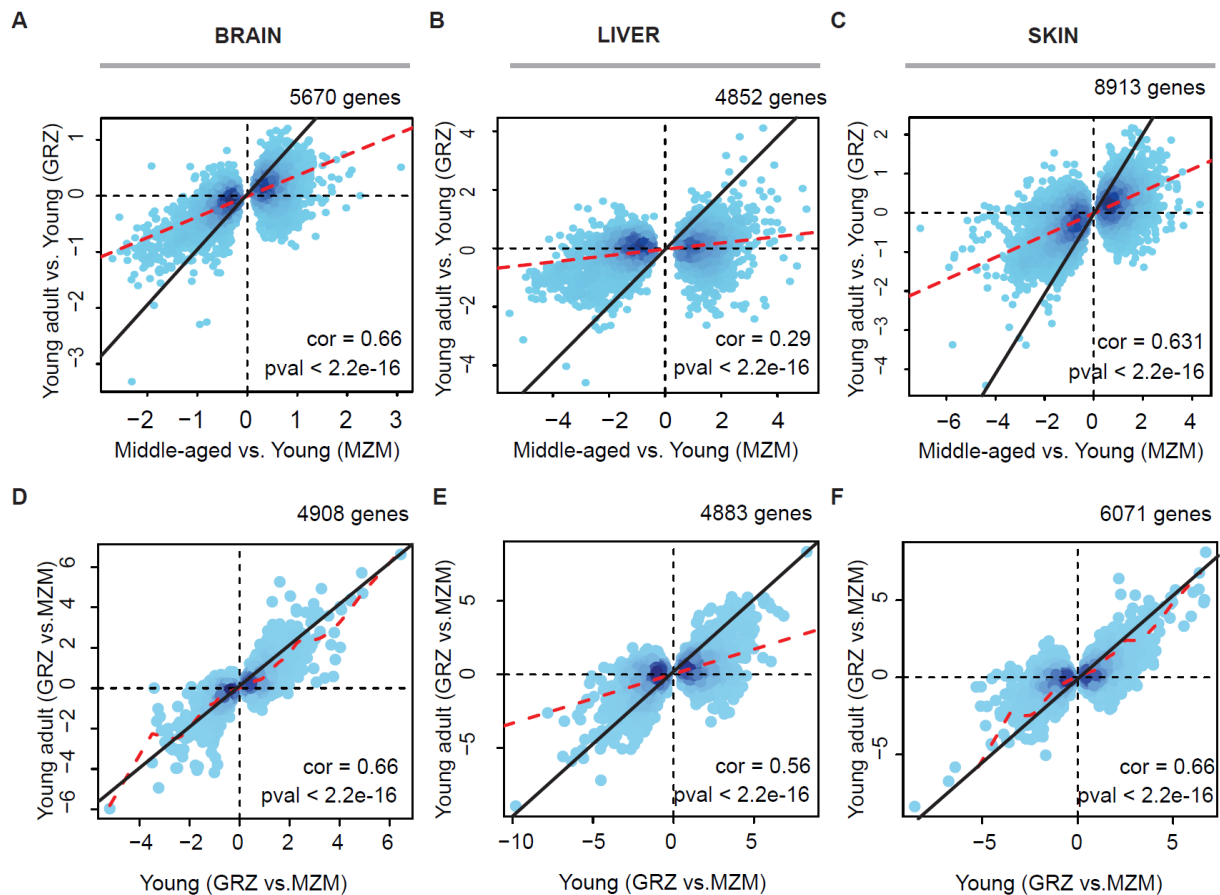 A
BRAIN
5670 genes
Young adult vs. Young (GRZ)
1
0
−1
−2
−3
cor = 0.66
pval < 2.2e-16
−2 −1 0 1 2 3
Middle-aged vs. Young (MZM)
B
LIVER
4852 genes
Young adult vs. Young (GRZ)
4
2
0
−2
−4
cor = 0.29
pval < 2.2e-16
−4 −2 0 2 4
Middle-aged vs. Young (MZM)
C
SKIN
8913 genes
Young adult vs. Young (GRZ)
2
1
0
−1
−2
−4
cor = 0.631
pval < 2.2e-16
−6 −4 −2 0 2 4
Middle-aged vs. Young (MZM)
D
4908 genes
Young adult (GRZ vs.MZM)
6
4
2
0
−2
−4
−6
cor = 0.66
pval < 2.2e-16
−4 −2 0 2 4 6
Young (GRZ vs.MZM)
E
4883 genes
Young adult (GRZ vs.MZM)
5
0
−5
cor = 0.56
pval < 2.2e-16
−10 −5 0 5
Young (GRZ vs.MZM)
F
6071 genes
Young adult (GRZ vs.MZM)
5
0
−5
cor = 0.66
pval < 2.2e-16
−5 0 5
Young (GRZ vs.MZM)